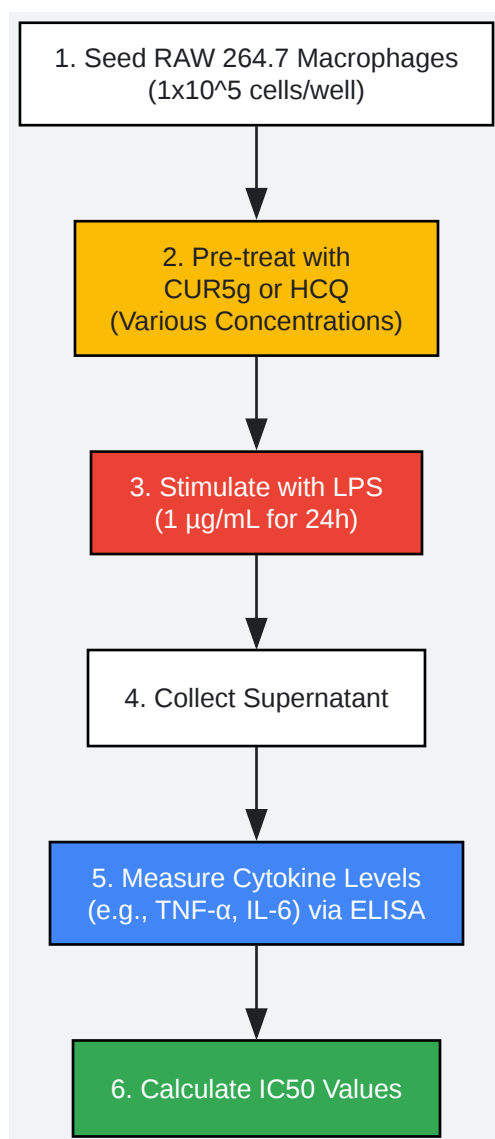 1. Seed RAW 264.7 Macrophages
(1x10^5 cells/well)
2. Pre-treat with
CUR5g or HCQ
(Various Concentrations)
3. Stimulate with LPS
(1 µg/mL for 24h)
4. Collect Supernatant
5. Measure Cytokine Levels
(e.g., TNF-α, IL-6) via ELISA
6. Calculate IC50 Values